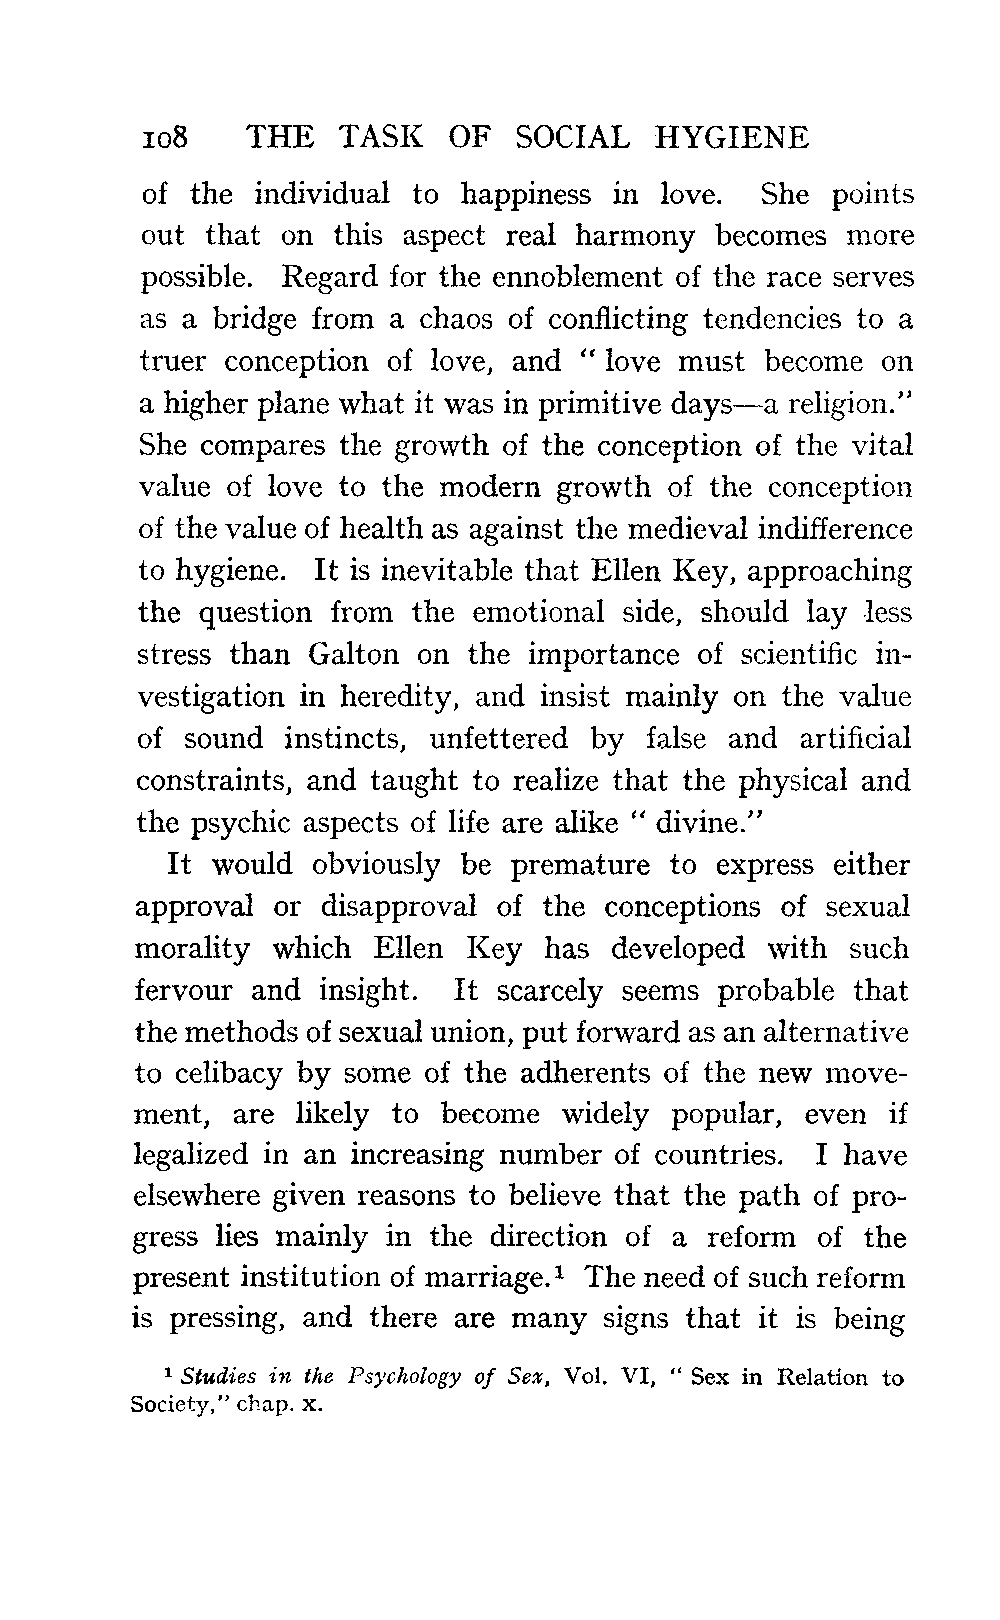 108 THE TASK OF SOCIAL HYGIENE
of the individual to happiness in love. She points
out that on this aspect real harmony becomes more
possible. Regard for the ennoblement of the race serves
as a bridge from a chaos of conflicting tendencies to a
truer conception of love, and “ love must become on
a higher plane what it was in primitive days—a religion.”
She compares the growth of the conception of the vital
value of love to the modern growth of the conception
of the value of health as against the medieval indifference
to hygiene. It is inevitable that Ellen Key, approaching
the question from the emotional side, should lay less
stress than Galton on the importance of scientific in-
vestigation in heredity, and insist mainly on the value
of sound instincts, unfettered by false and artificial
constraints, and taught to realize that the physical and
the psychic aspects of life are alike “ divine.”
It would obviously be premature to express either
approval or disapproval of the conceptions of sexual
morality which Ellen Key has developed with such
fervour and insight. It scarcely seems probable that
the methods of sexual union, put forward as an alternative
to celibacy by some of the adherents of the new move-
ment, are likely to become widely popular, even if
legalized in an increasing number of countries. I have
elsewhere given reasons to believe that the path of pro-
gress lies mainly in the direction of a reform of the
present institution of marriage.¹ The need of such reform
is pressing, and there are many signs that it is being
¹ Studies in the Psychology of Sex, Vol. VI, “ Sex in Relation to
Society,” chap. x.